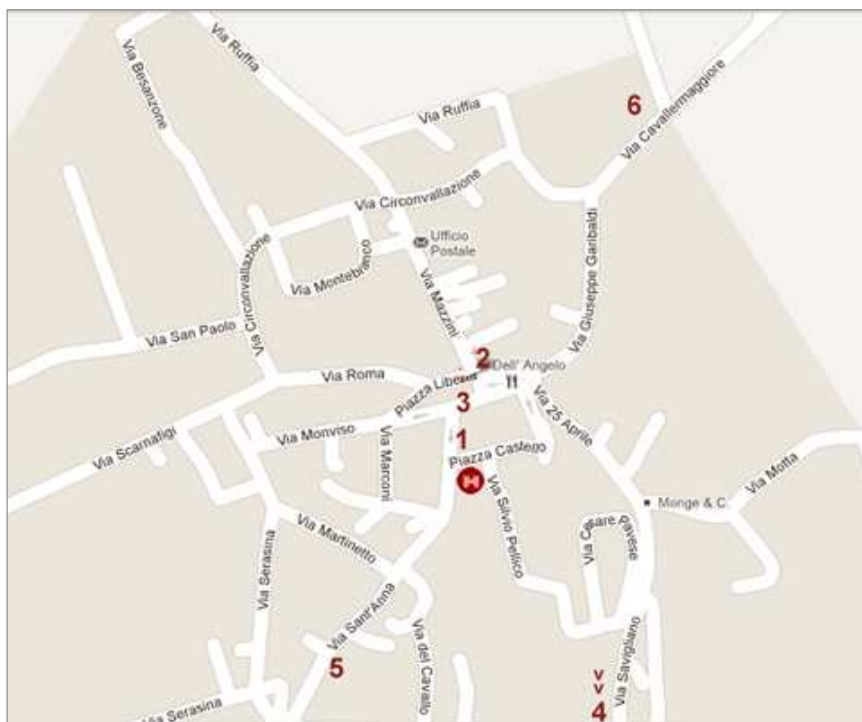 Via Ruffia
Via Besanzone
Via Ruffia
6
Via Cavallermaggiore
Via Circonvallazione
Ufficio
Postale
Via Giuseppe Garibaldi
Via Circonvallazione
Via Montebianco
Via Mazzini
Via San Paolo
2
Dell' Angelo
Via Roma
Piazza Libertà
3
Via 25 Aprile
Via Scarnafigi
Via Monviso
Via Marconi
1
Piazza Castello
H
Via Motta
Monge & C.
Via Silvio Pellico
Via Cesare Pavese
Via Martinetto
Via Serasina
Via Sant'Anna
Via del Cavallo
5
Via Savigliano
v
v
4
Via Serasina